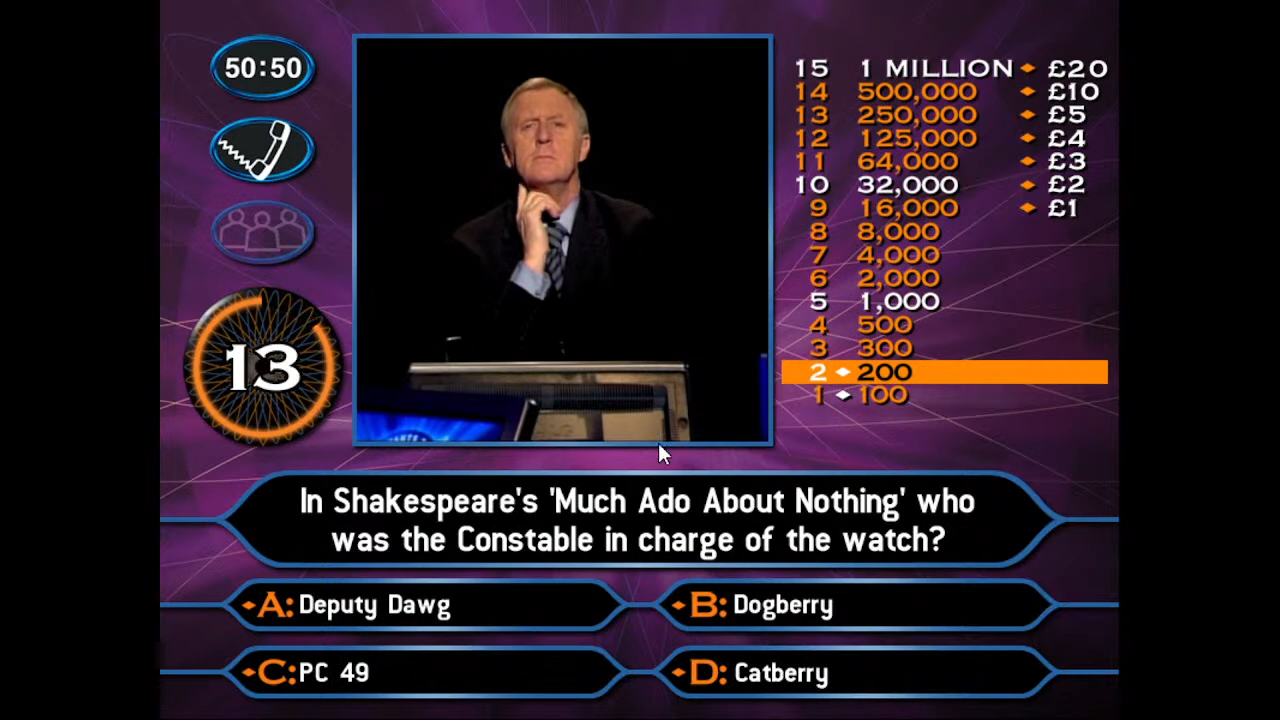 50:50
13
15 1 MILLION £20
14 500,000 £10
13 250,000 £5
12 125,000 £4
11 64,000 £3
10 32,000 £2
9 16,000 £1
8 8,000
7 4,000
6 2,000
5 1,000
4 500
3 300
2 200
1 100
In Shakespeare's 'Much Ado About Nothing' who
was the Constable in charge of the watch?
A: Deputy Dawg
B: Dogberry
C: PC 49
D: Catberry